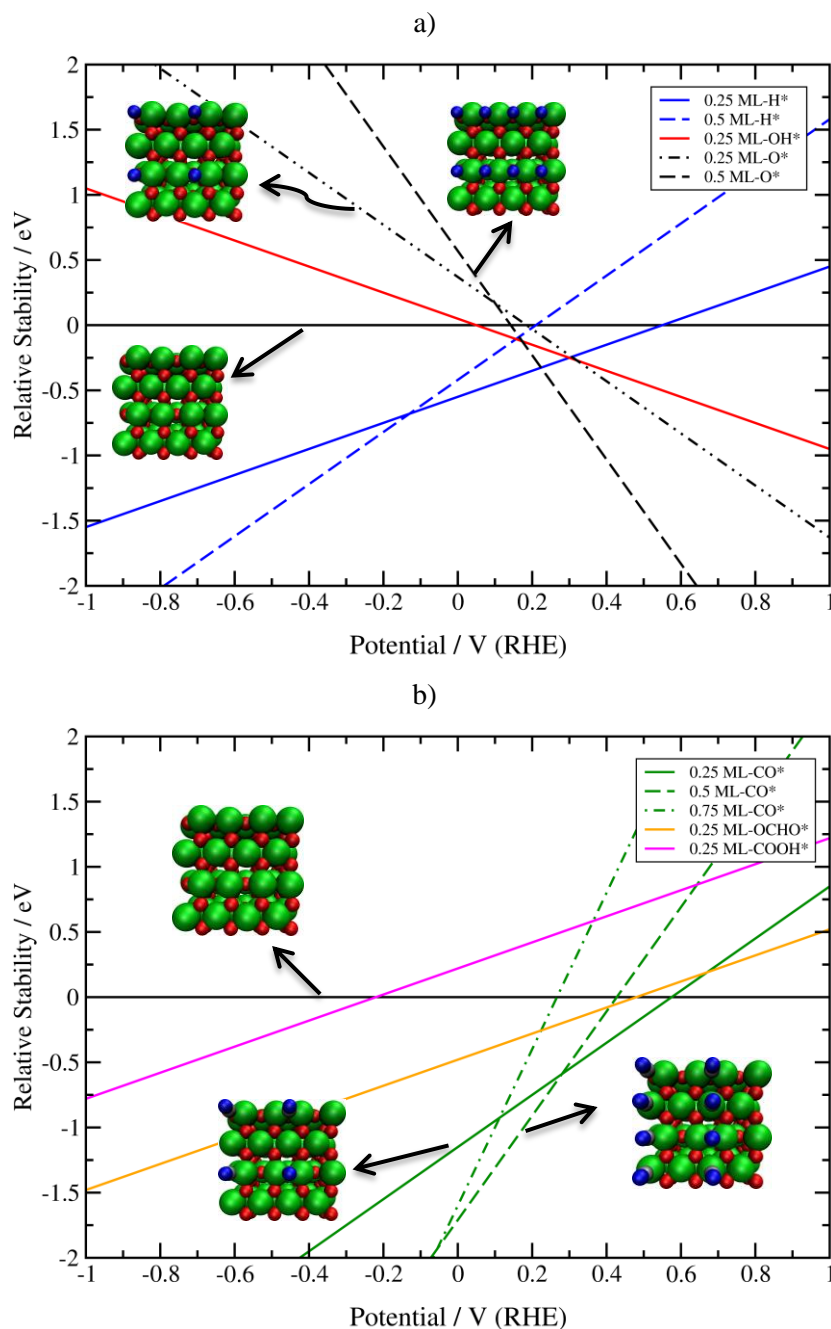 a)
2
1.5
1
0.5
0
-0.5
-1
-1.5
-2
Relative Stability / eV
0.25 ML-H*
0.5 ML-H*
0.25 ML-OH*
0.25 ML-O*
0.5 ML-O*
-1 -0.8 -0.6 -0.4 -0.2 0 0.2 0.4 0.6 0.8 1
Potential / V (RHE)
b)
2
1.5
1
0.5
0
-0.5
-1
-1.5
-2
Relative Stability / eV
0.25 ML-CO*
0.5 ML-CO*
0.75 ML-CO*
0.25 ML-OCHO*
0.25 ML-COOH*
-1 -0.8 -0.6 -0.4 -0.2 0 0.2 0.4 0.6 0.8 1
Potential / V (RHE)